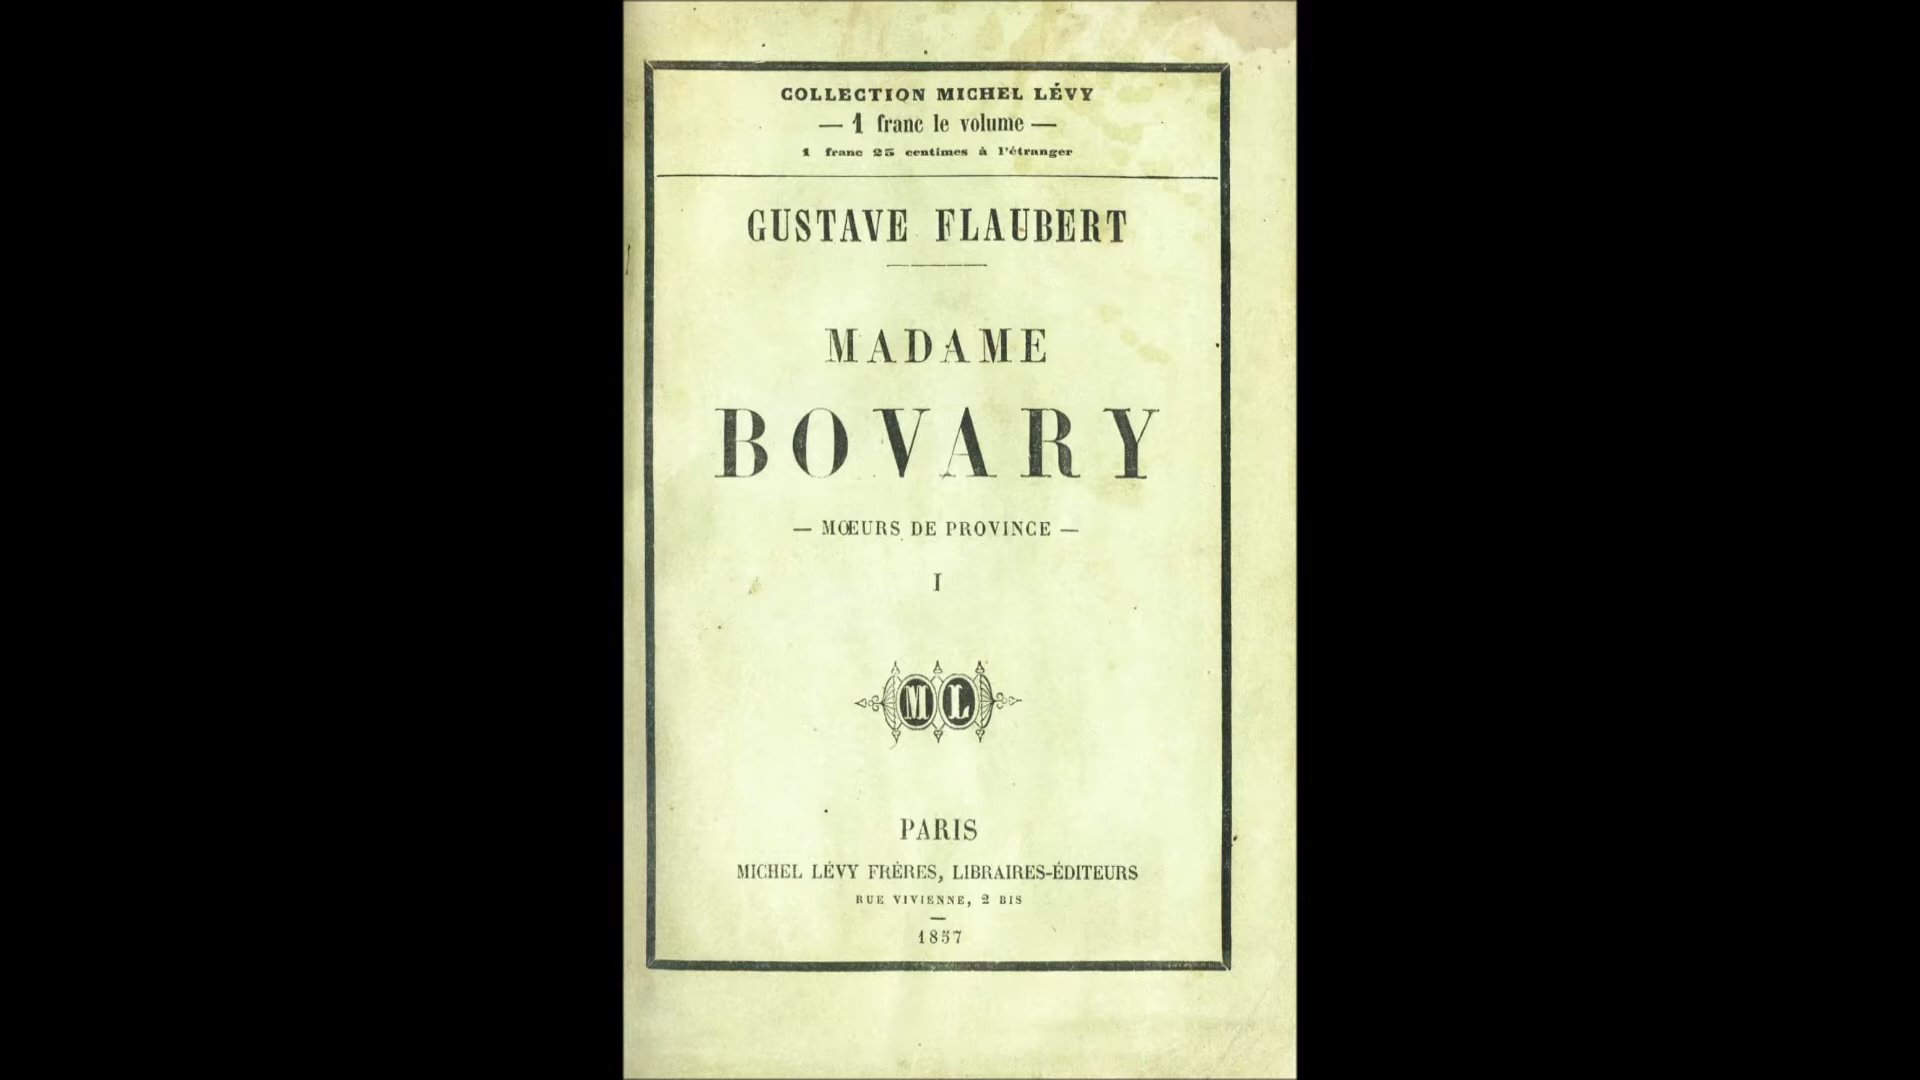 COLLECTION MICHEL LÉVY
— 1 franc le volume —
1 franc 25 centimes à l'étranger
GUSTAVE FLAUBERT
MADAME
BOVARY
— MŒURS DE PROVINCE —
I
ML
PARIS
MICHEL LÉVY FRÈRES, LIBRAIRES-ÉDITEURS
RUE VIVIENNE, 2 BIS
1857